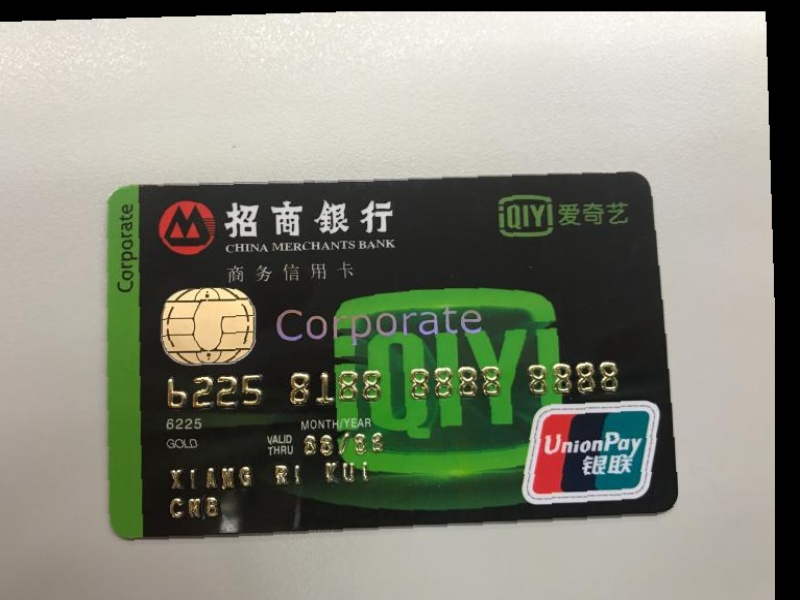 Corporate
招商银行
CHINA MERCHANTS BANK
商务信用卡
iQIYI 爱奇艺
Corporate
iQIYI
6225 8188 8888 8888
6225
MONTH/YEAR
GOLD
VALID THRU 88/88
XIANG RI KUI
CMB
UnionPay
银联